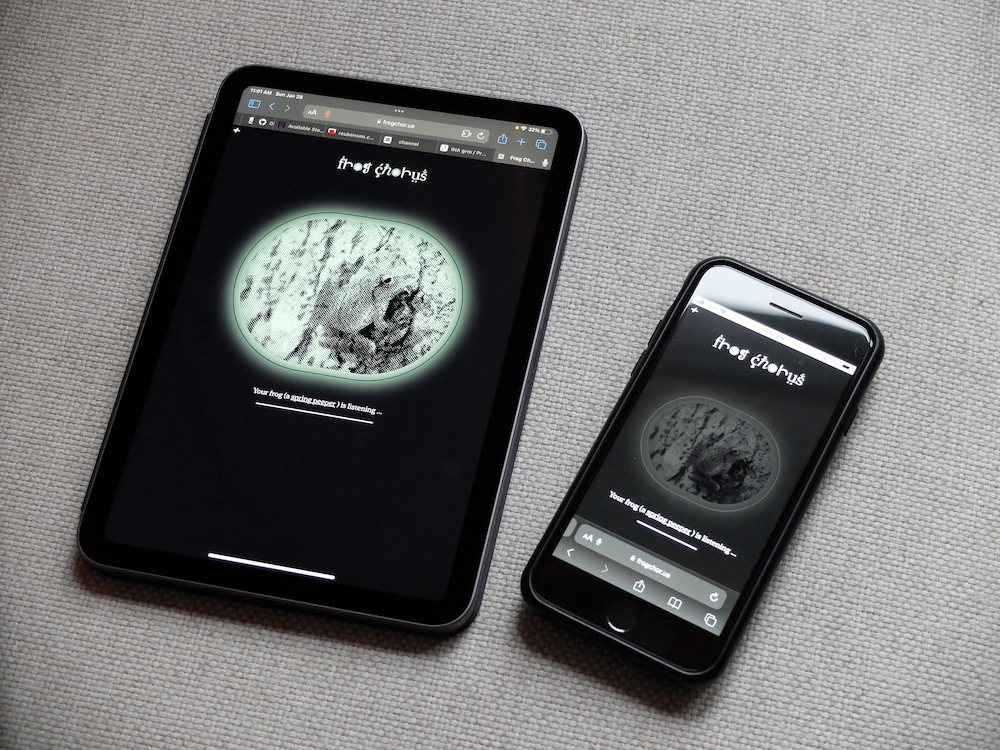 11:01 AM Sun Jan 28
32%
AA
frogchor.us
Available Sto...
reubenson.c...
channel
INA grm / Pr...
Frog Ch...
frog chorus
Your frog (a spring peeper ) is listening ...
frog chorus
Your frog (a spring peeper ) is listening ...
AA
frogchor.us